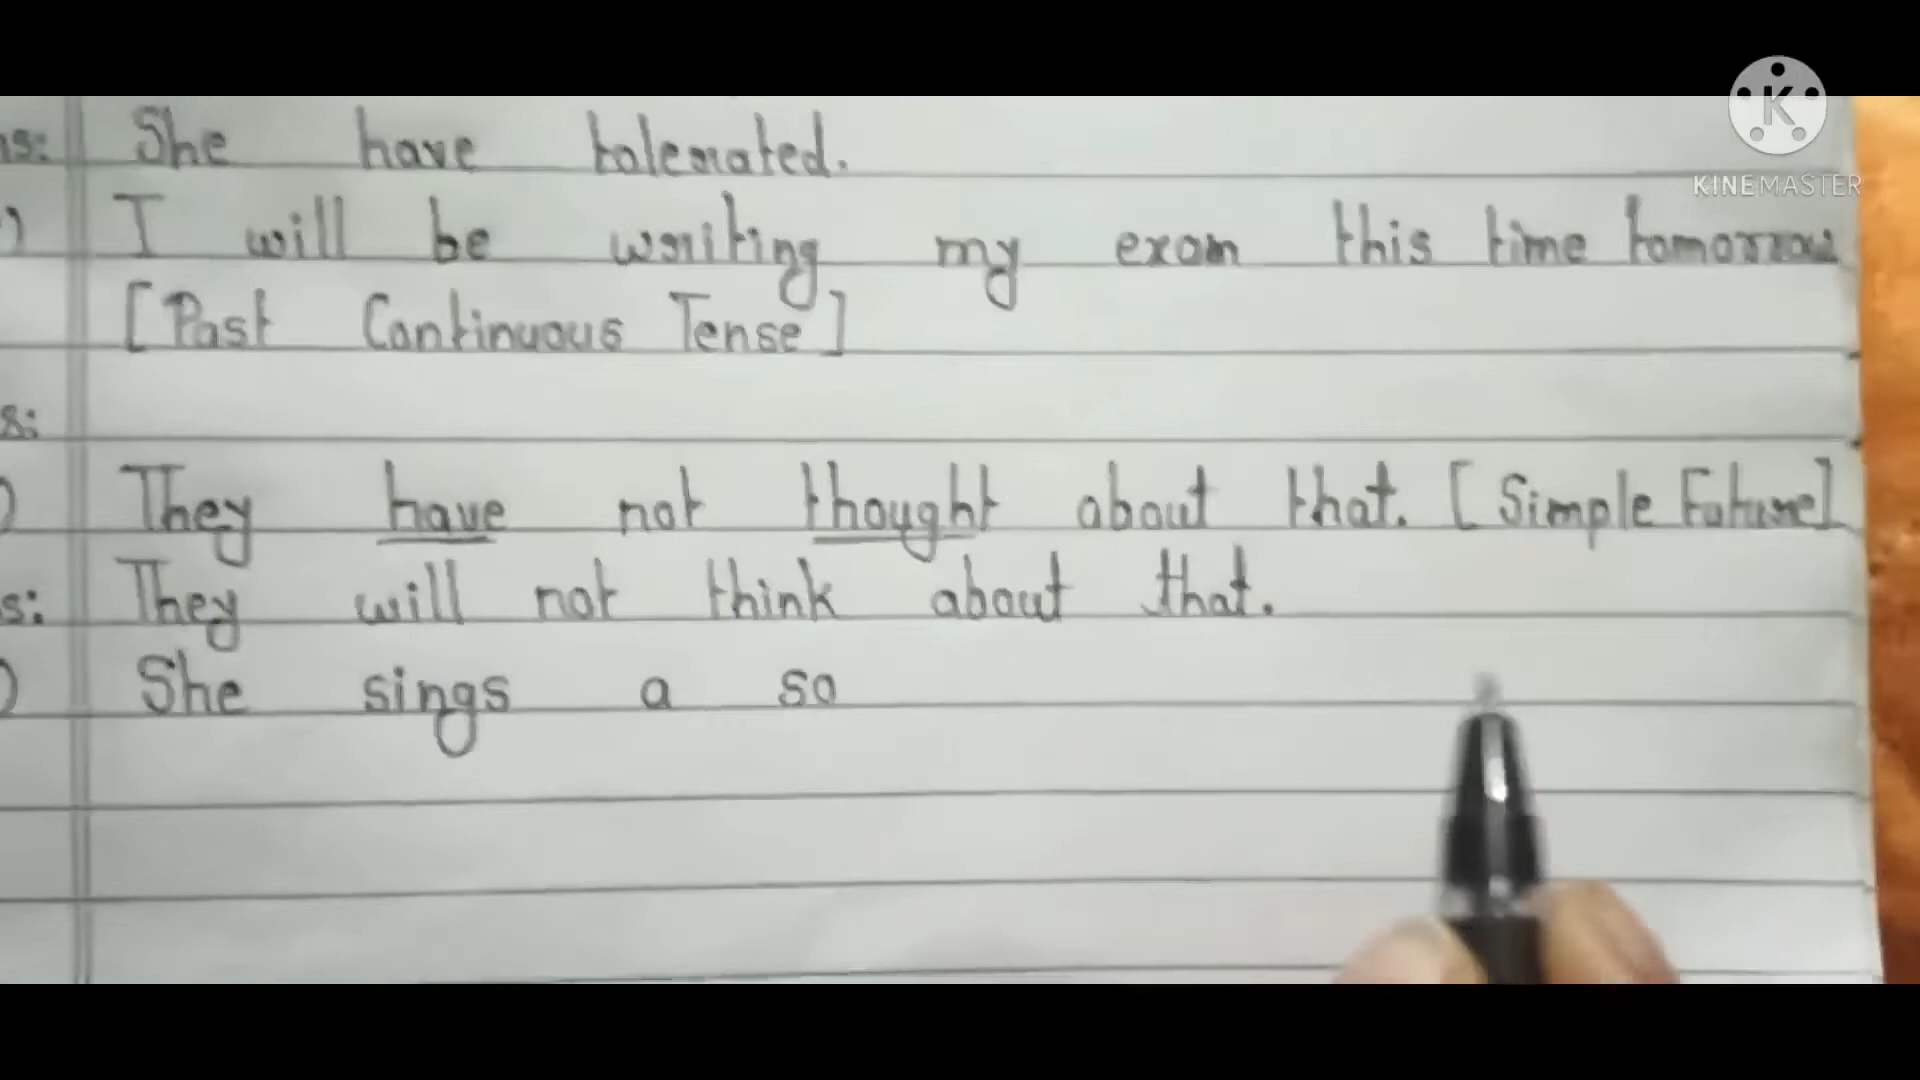 ns: She have tolerated.
) I will be writing my exam this time tomorrow
[Past Continuous Tense]
s:
) They have not thought about that. [Simple Future]
s: They will not think about that.
) She sings a so
KINEMASTER